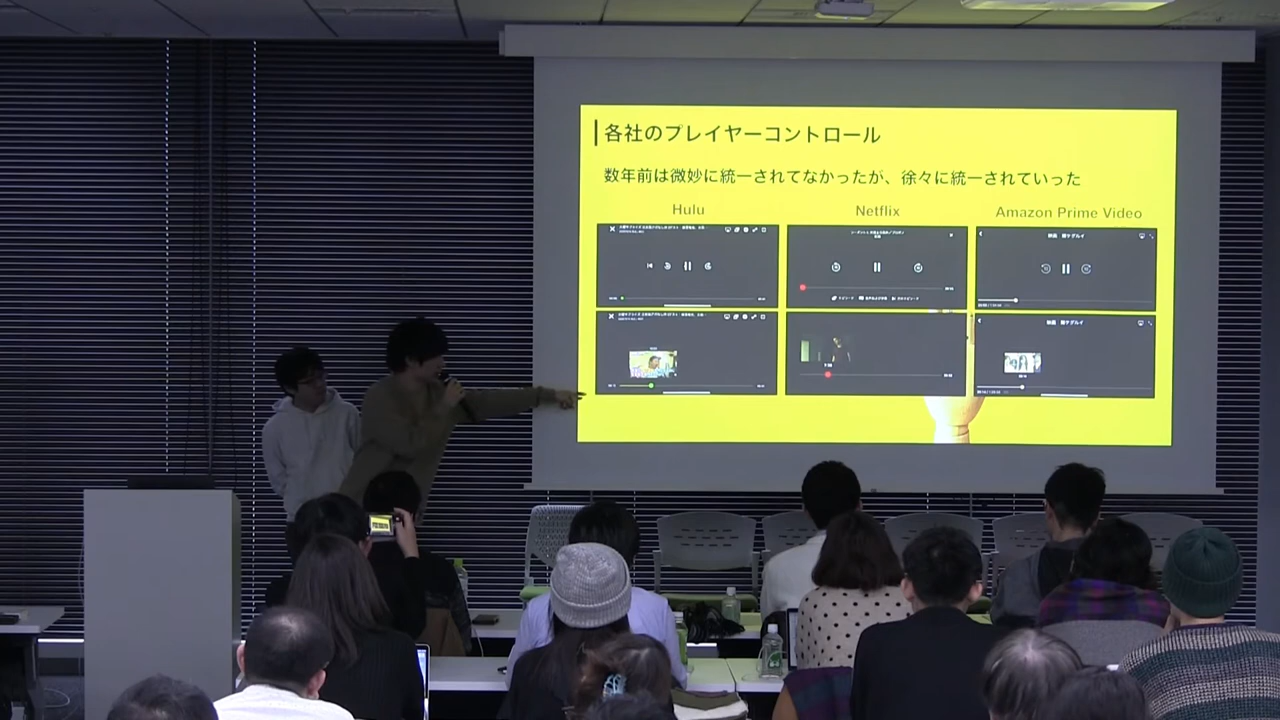 各社のプレイヤーコントロール
数年前は微妙に統一されてなかったが、徐々に統一されていった
Hulu
Netflix
Amazon Prime Video